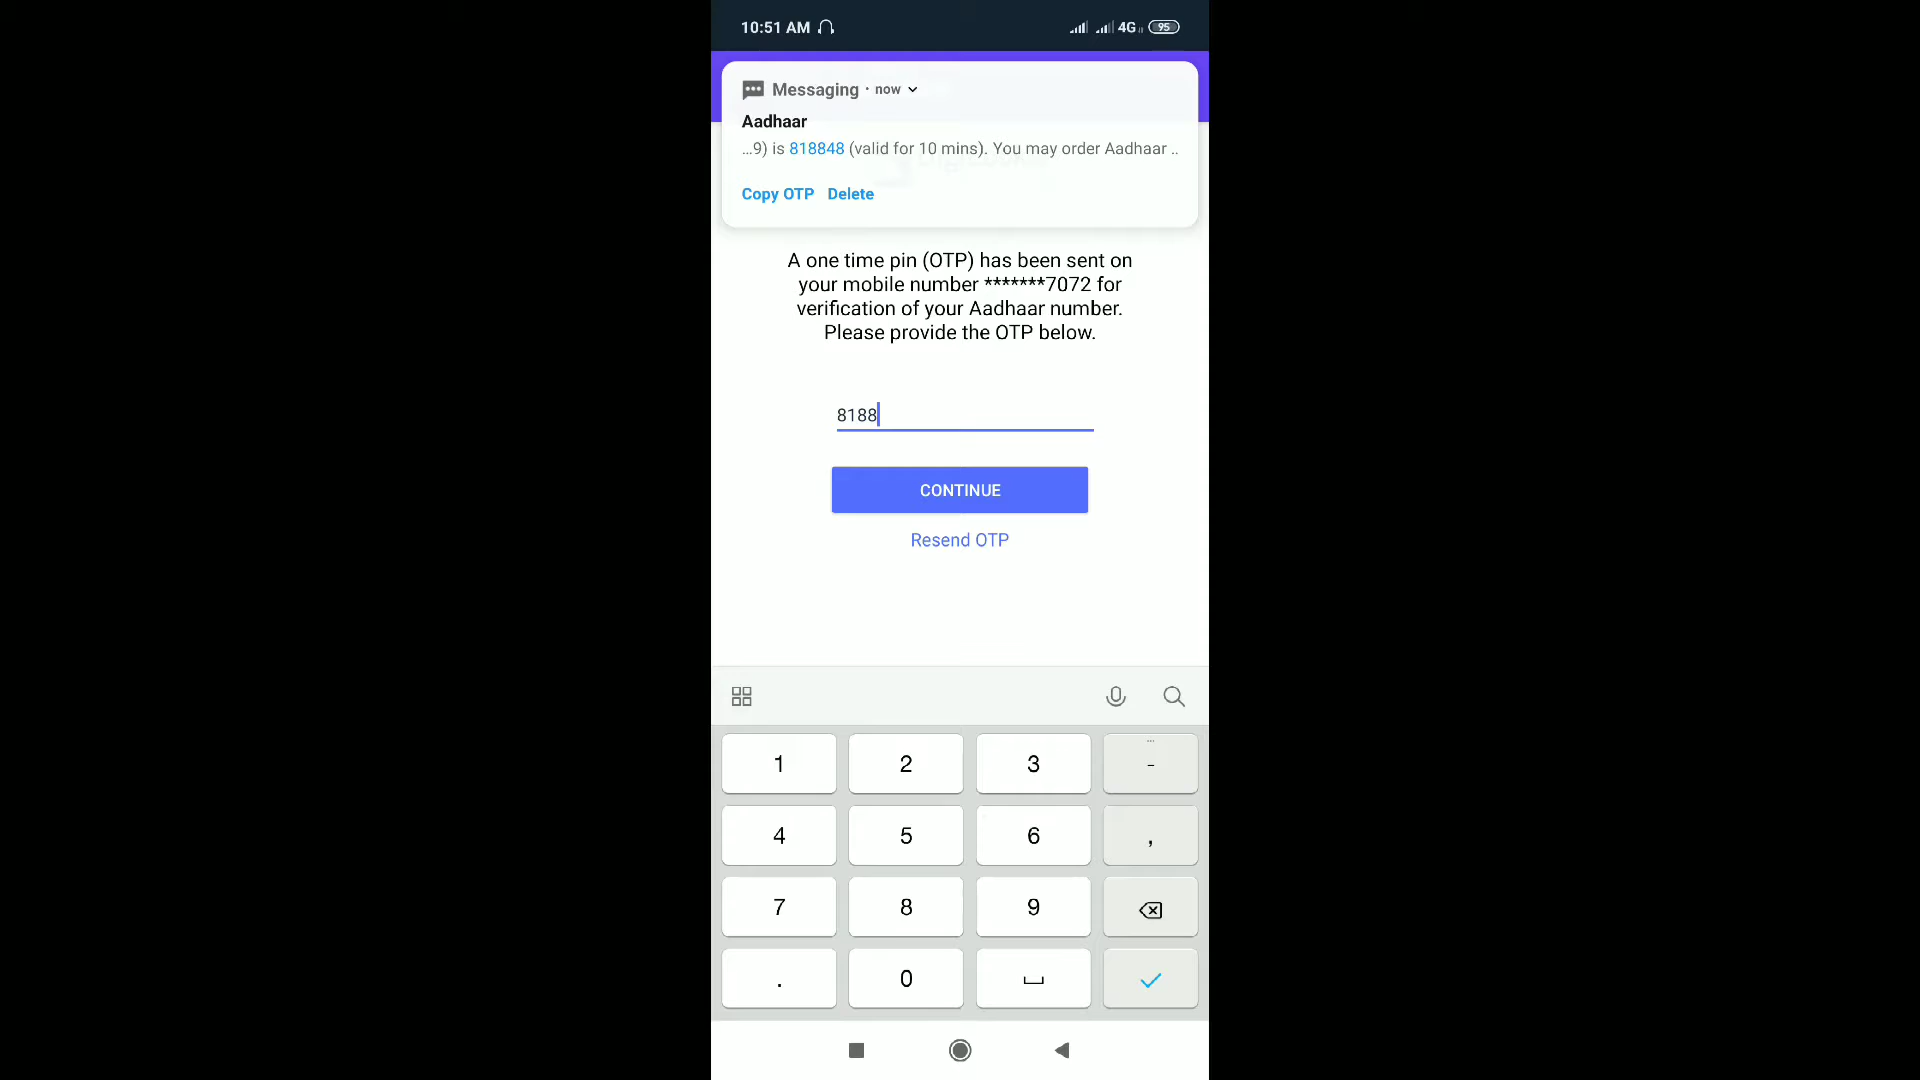 10:51 AM 4G 95
Messaging · now
Aadhaar
...9) is 818848 (valid for 10 mins). You may order Aadhaar ..
Copy OTP Delete
A one time pin (OTP) has been sent on
your mobile number *******7072 for
verification of your Aadhaar number.
Please provide the OTP below.
8188
CONTINUE
Resend OTP
1 2 3 -
4 5 6 ,
7 8 9
. 0